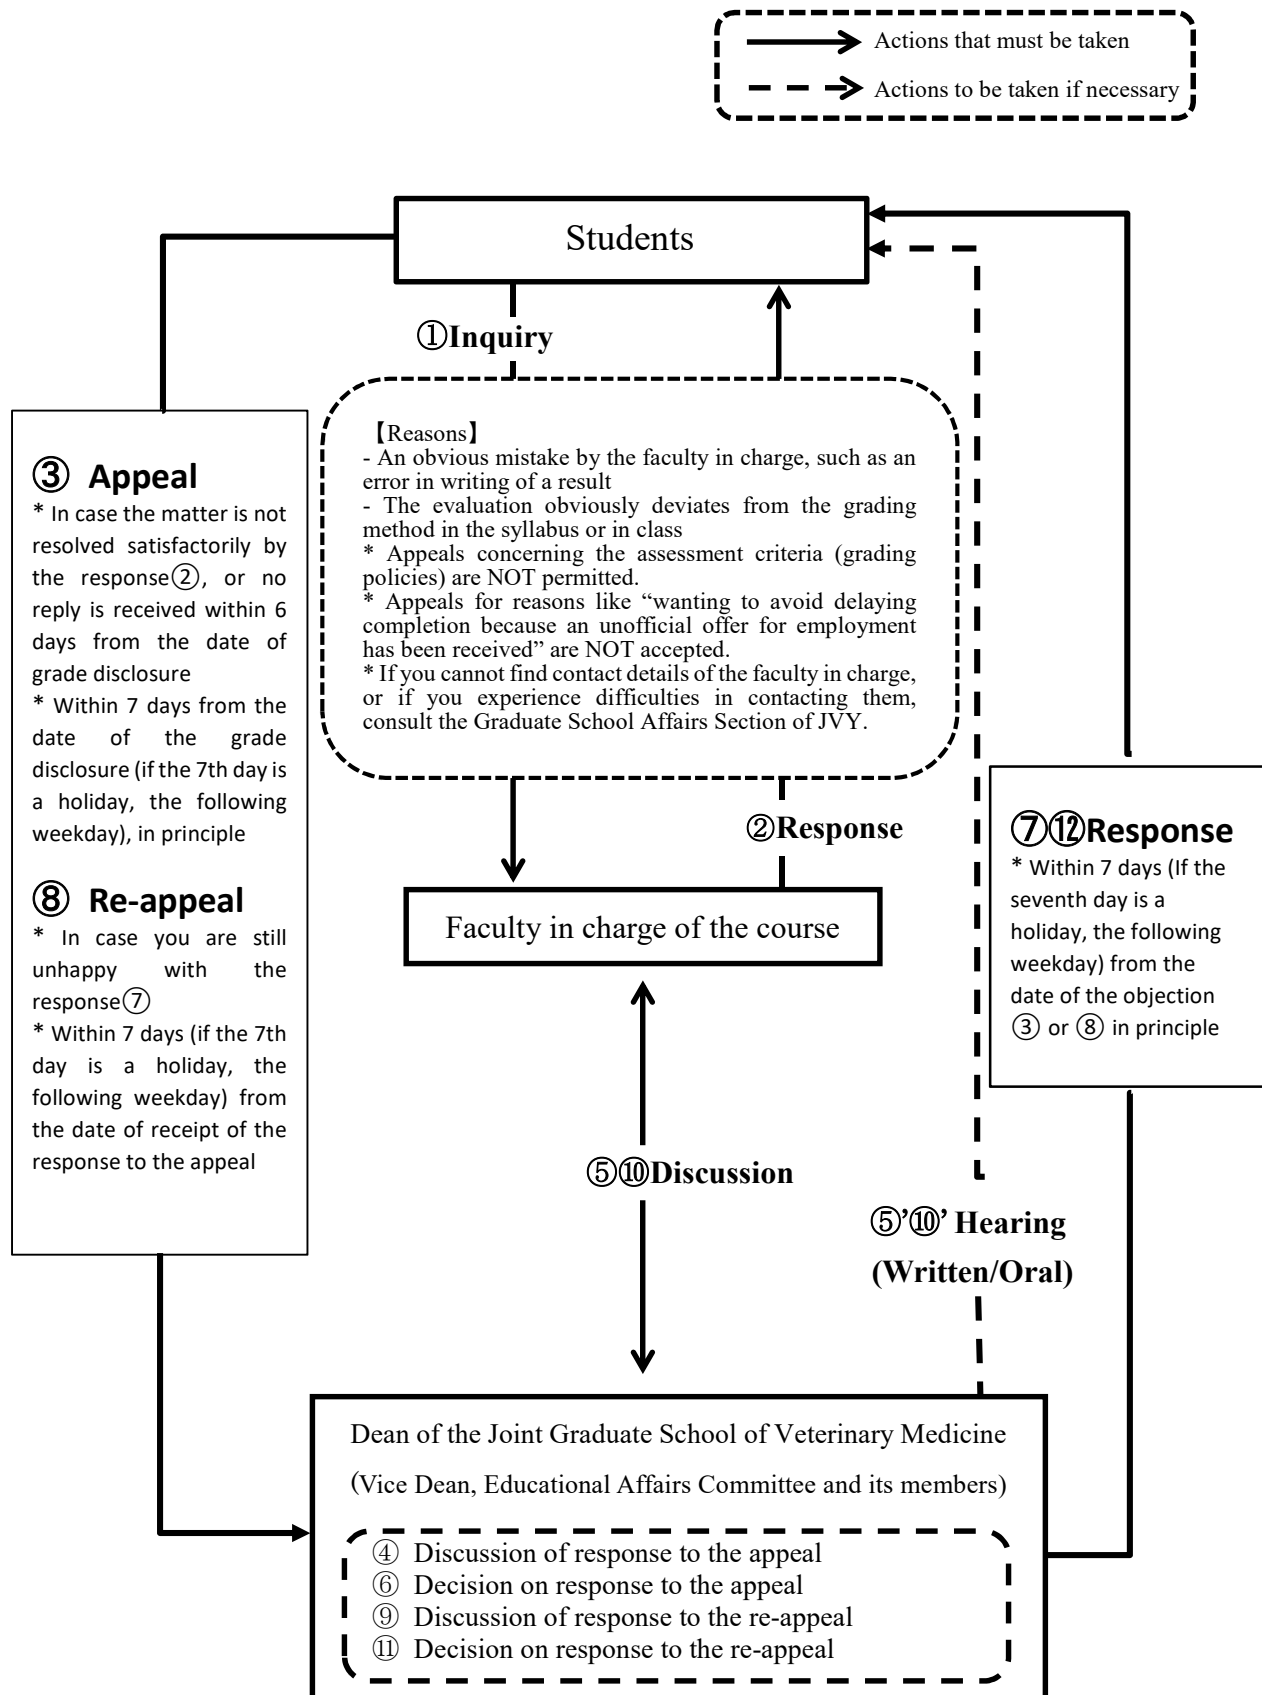 Actions that must be taken
Actions to be taken if necessary
Students
①Inquiry
【Reasons】
- An obvious mistake by the faculty in charge, such as an
error in writing of a result
- The evaluation obviously deviates from the grading
method in the syllabus or in class
* Appeals concerning the assessment criteria (grading
policies) are NOT permitted.
* Appeals for reasons like “wanting to avoid delaying
completion because an unofficial offer for employment
has been received” are NOT accepted.
* If you cannot find contact details of the faculty in charge,
or if you experience difficulties in contacting them,
consult the Graduate School Affairs Section of JVY.
③ Appeal
* In case the matter is not
resolved satisfactorily by
the response②, or no
reply is received within 6
days from the date of
grade disclosure
* Within 7 days from the
date of the grade
disclosure (if the 7th day is
a holiday, the following
weekday), in principle
⑧ Re-appeal
* In case you are still
unhappy with the
response⑦
* Within 7 days (if the 7th
day is a holiday, the
following weekday) from
the date of receipt of the
response to the appeal
②Response
Faculty in charge of the course
⑦⑫Response
* Within 7 days (If the
seventh day is a
holiday, the following
weekday) from the
date of the objection
③ or ⑧ in principle
⑤⑩Discussion
⑤’⑩’ Hearing
(Written/Oral)
Dean of the Joint Graduate School of Veterinary Medicine
(Vice Dean, Educational Affairs Committee and its members)
④ Discussion of response to the appeal
⑥ Decision on response to the appeal
⑨ Discussion of response to the re-appeal
⑪ Decision on response to the re-appeal